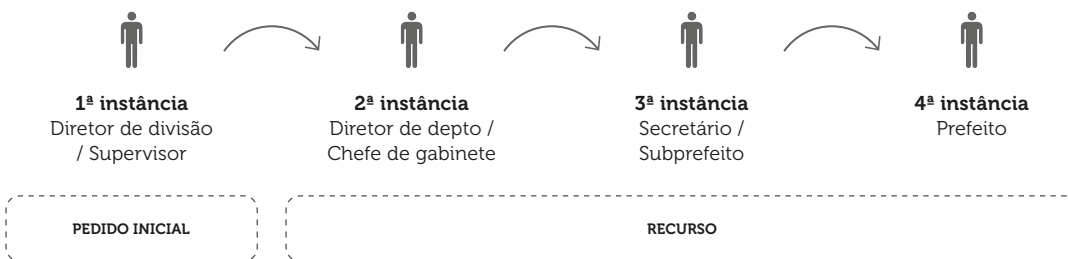 1ª instância
Diretor de divisão
/ Supervisor
2ª instância
Diretor de depto /
Chefe de gabinete
3ª instância
Secretário /
Subprefeito
4ª instância
Prefeito
PEDIDO INICIAL
RECURSO